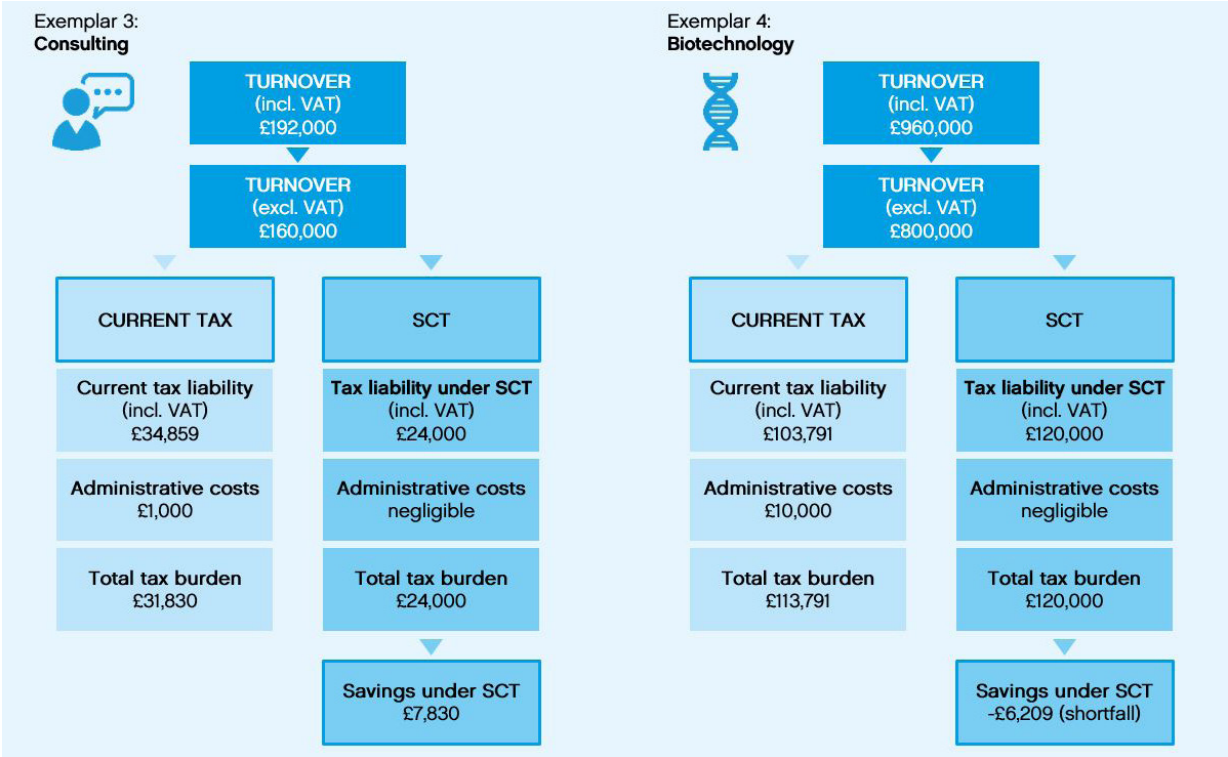 Exemplar 3:
Consulting
TURNOVER
(incl. VAT)
£192,000
TURNOVER
(excl. VAT)
£160,000
CURRENT TAX
SCT
Current tax liability
(incl. VAT)
£34,859
Tax liability under SCT
(incl. VAT)
£24,000
Administrative costs
£1,000
Administrative costs
negligible
Total tax burden
£31,830
Total tax burden
£24,000
Savings under SCT
£7,830
Exemplar 4:
Biotechnology
TURNOVER
(incl. VAT)
£960,000
TURNOVER
(excl. VAT)
£800,000
CURRENT TAX
SCT
Current tax liability
(incl. VAT)
£103,791
Tax liability under SCT
(incl. VAT)
£120,000
Administrative costs
£10,000
Administrative costs
negligible
Total tax burden
£113,791
Total tax burden
£120,000
Savings under SCT
-£6,209 (shortfall)